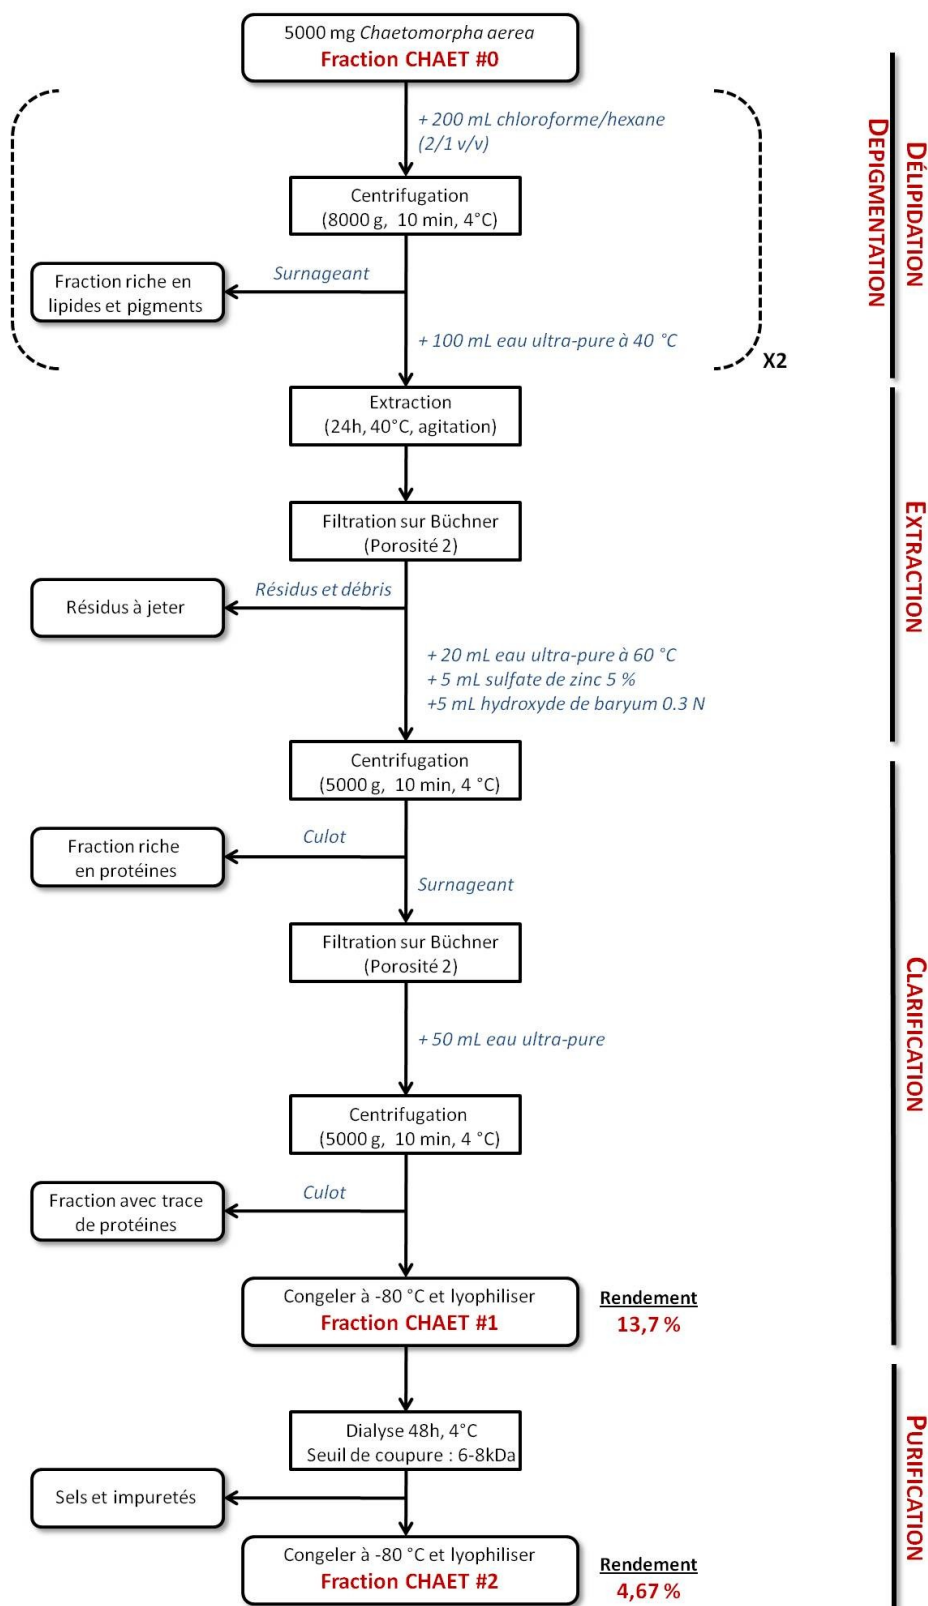 5000 mg Chaetomorpha aerea
Fraction CHAET #0
+ 200 mL chloroforme/hexane
(2/1 v/v)
Centrifugation
(8000 g, 10 min, 4°C)
Surnageant
Fraction riche en
lipides et pigments
+ 100 mL eau ultra-pure à 40 °C
X2
DÉLIPIDATION
DEPIGMENTATION
Extraction
(24h, 40°C, agitation)
Filtration sur Büchner
(Porosité 2)
Résidus et débris
Résidus à jeter
+ 20 mL eau ultra-pure à 60 °C
+ 5 mL sulfate de zinc 5 %
+5 mL hydroxyde de baryum 0.3 N
EXTRACTION
Centrifugation
(5000 g, 10 min, 4 °C)
Culot
Fraction riche
en protéines
Surnageant
Filtration sur Büchner
(Porosité 2)
+ 50 mL eau ultra-pure
Centrifugation
(5000 g, 10 min, 4 °C)
Culot
Fraction avec trace
de protéines
Congeler à -80 °C et lyophiliser
Fraction CHAET #1
Rendement
13,7 %
CLARIFICATION
Dialyse 48h, 4°C
Seuil de coupure : 6-8kDa
Sels et impuretés
Congeler à -80 °C et lyophiliser
Fraction CHAET #2
Rendement
4,67 %
PURIFICATION